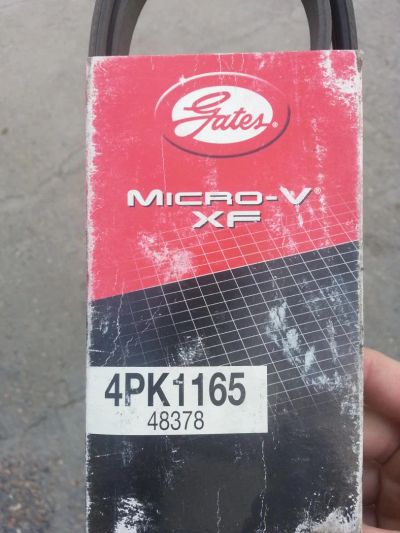 Gates®
MICRO-V®
XF
4PK1165
48378